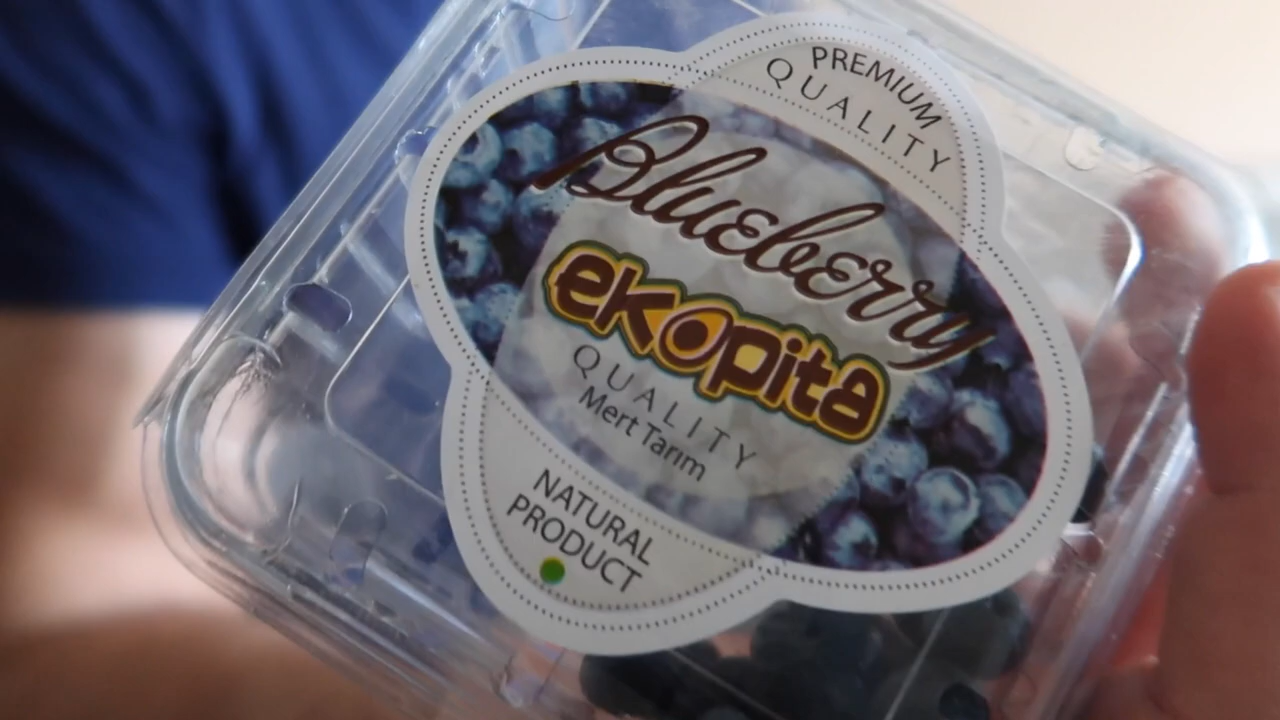 PREMIUM
QUALITY
Blueberry
ekopita
QUALITY
Mert Tarım
NATURAL
PRODUCT